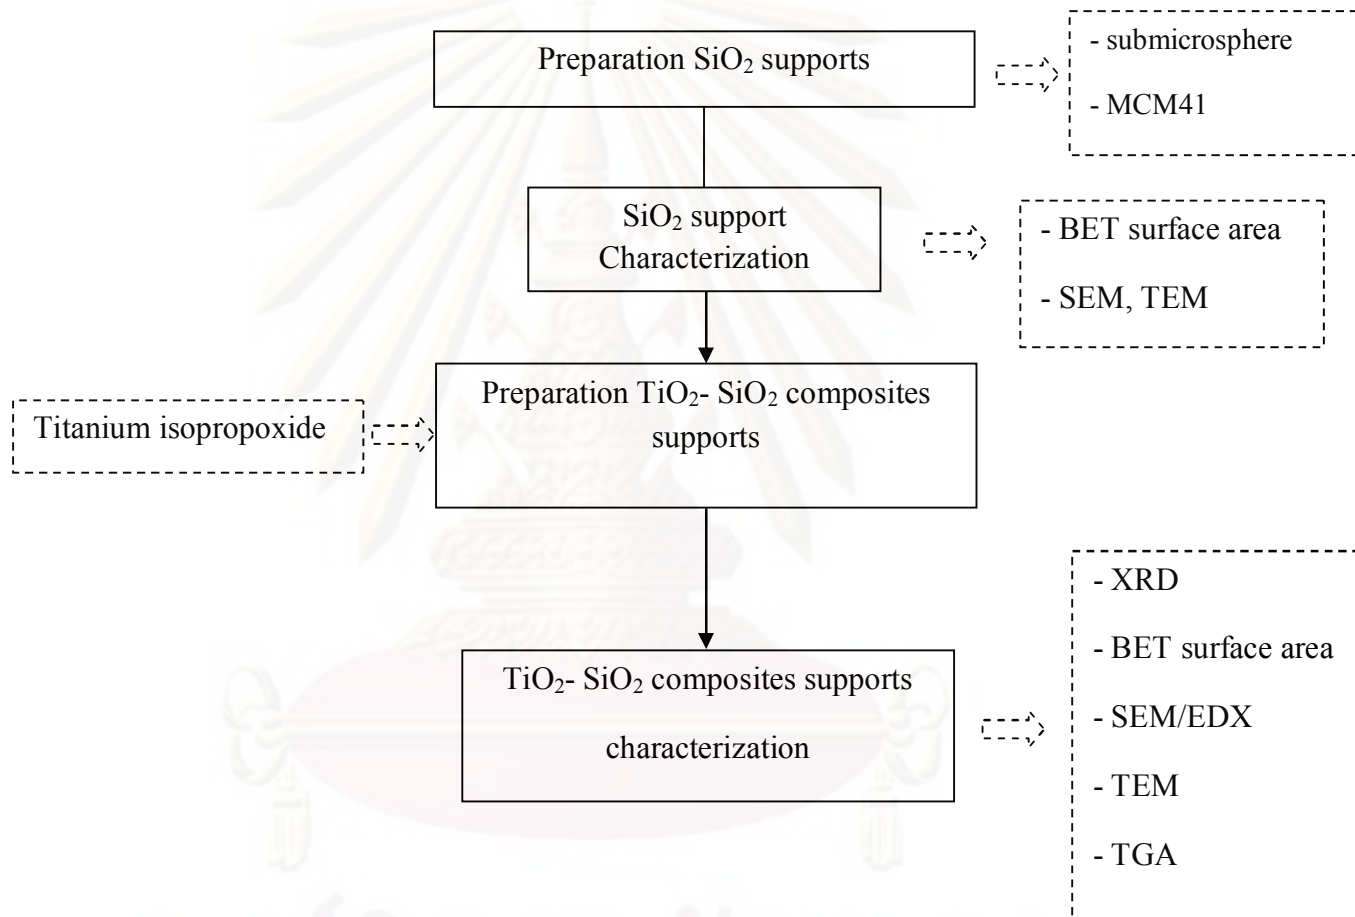 Preparation SiO₂ supports
- submicrosphere
- MCM41
SiO₂ support
Characterization
- BET surface area
- SEM, TEM
Preparation TiO₂- SiO₂ composites
supports
Titanium isopropoxide
TiO₂- SiO₂ composites supports
characterization
- XRD
- BET surface area
- SEM/EDX
- TEM
- TGA